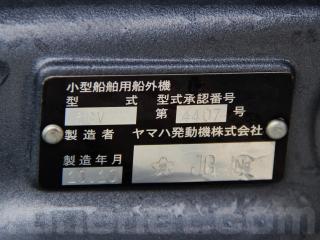 小型船舶用船外機
型 式 型式承認番号
第 4407 号
製造者 ヤマハ発動機株式会社
製造年月